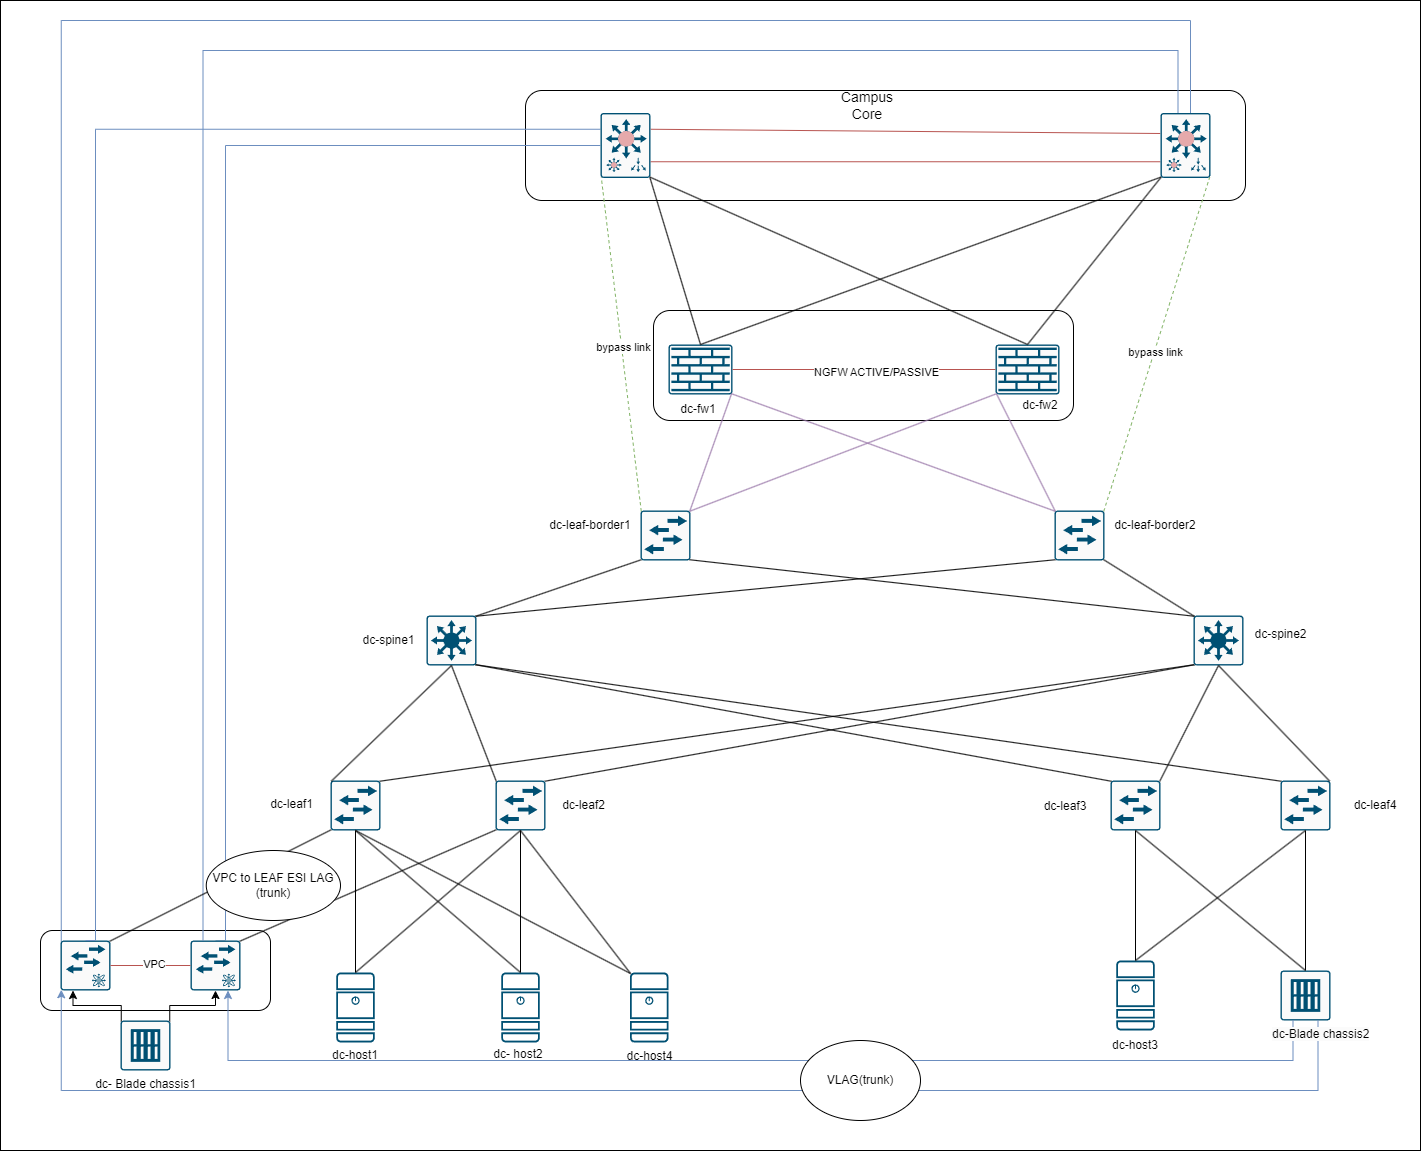 Campus
Core
bypass link
bypass link
NGFW ACTIVE/PASSIVE
dc-fw1
dc-fw2
dc-leaf-border1
dc-leaf-border2
dc-spine1
dc-spine2
dc-leaf1
dc-leaf2
dc-leaf3
dc-leaf4
VPC to LEAF ESI LAG
(trunk)
VPC
dc-host1
dc- host2
dc-host4
dc-host3
dc-Blade chassis2
dc- Blade chassis1
VLAG(trunk)